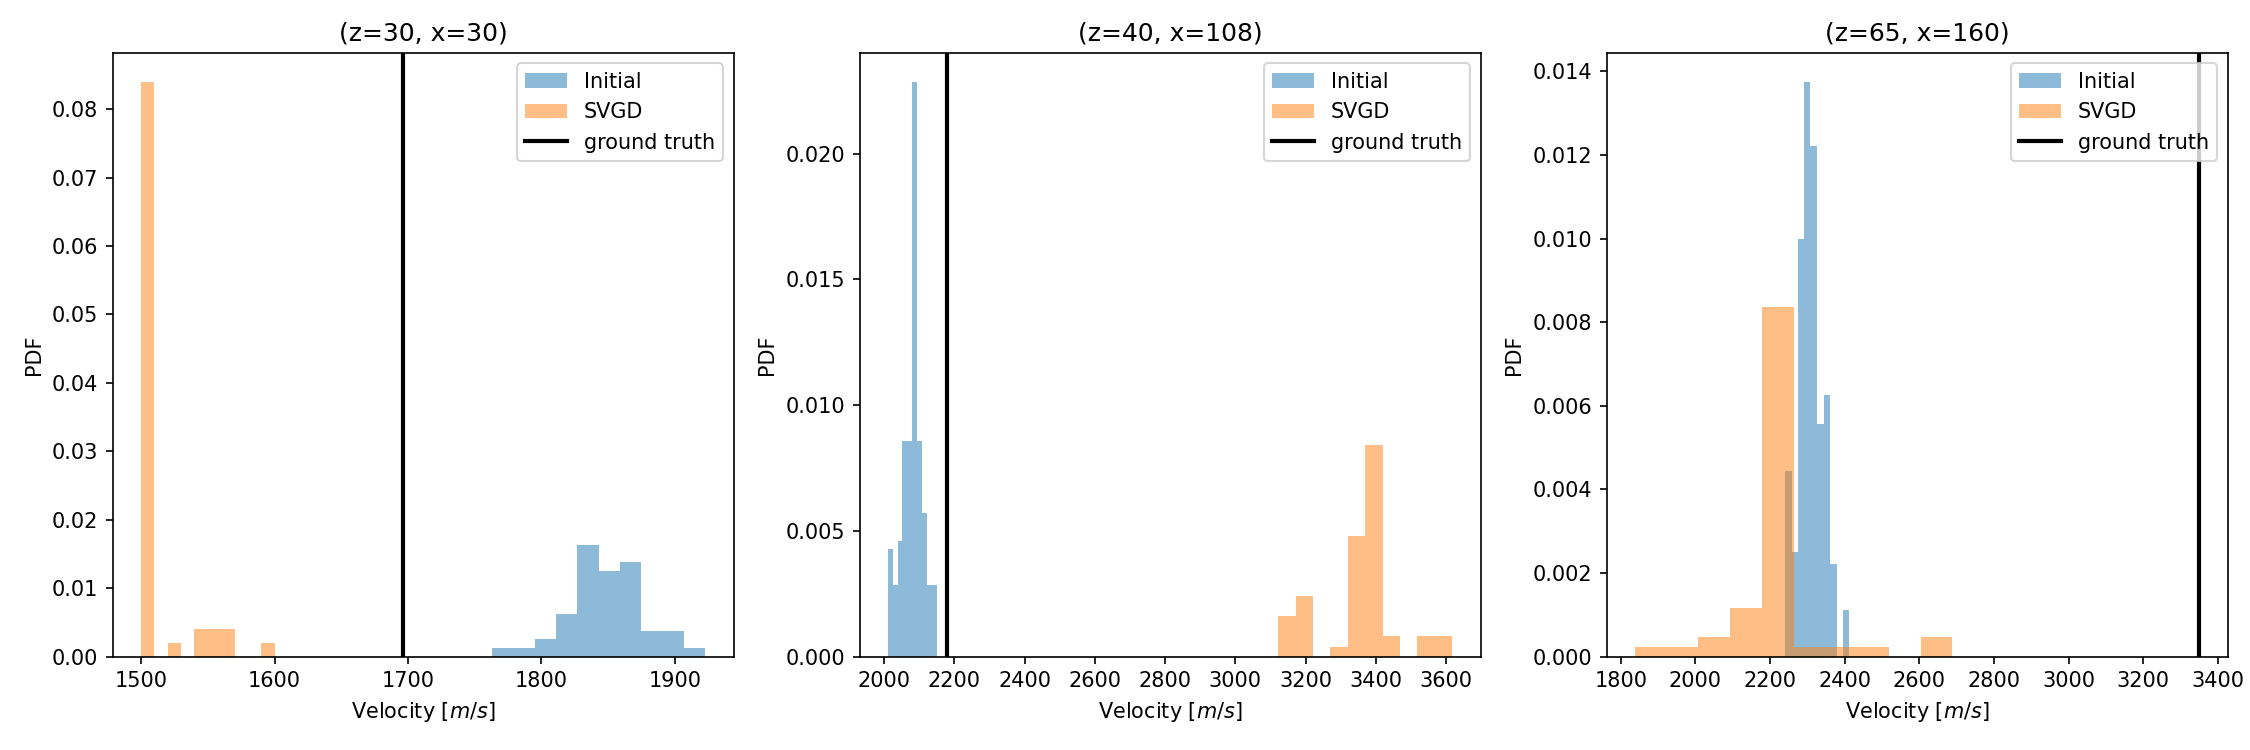 (z=30, x=30)
0.08
0.07
0.06
0.05
0.04
0.03
0.02
0.01
0.00
PDF
1500 1600 1700 1800 1900
Velocity [m/s]
Initial
SVGD
ground truth
(z=40, x=108)
0.020
0.015
0.010
0.005
0.000
PDF
2000 2200 2400 2600 2800 3000 3200 3400 3600
Velocity [m/s]
Initial
SVGD
ground truth
(z=65, x=160)
0.014
0.012
0.010
0.008
0.006
0.004
0.002
0.000
PDF
1800 2000 2200 2400 2600 2800 3000 3200 3400
Velocity [m/s]
Initial
SVGD
ground truth